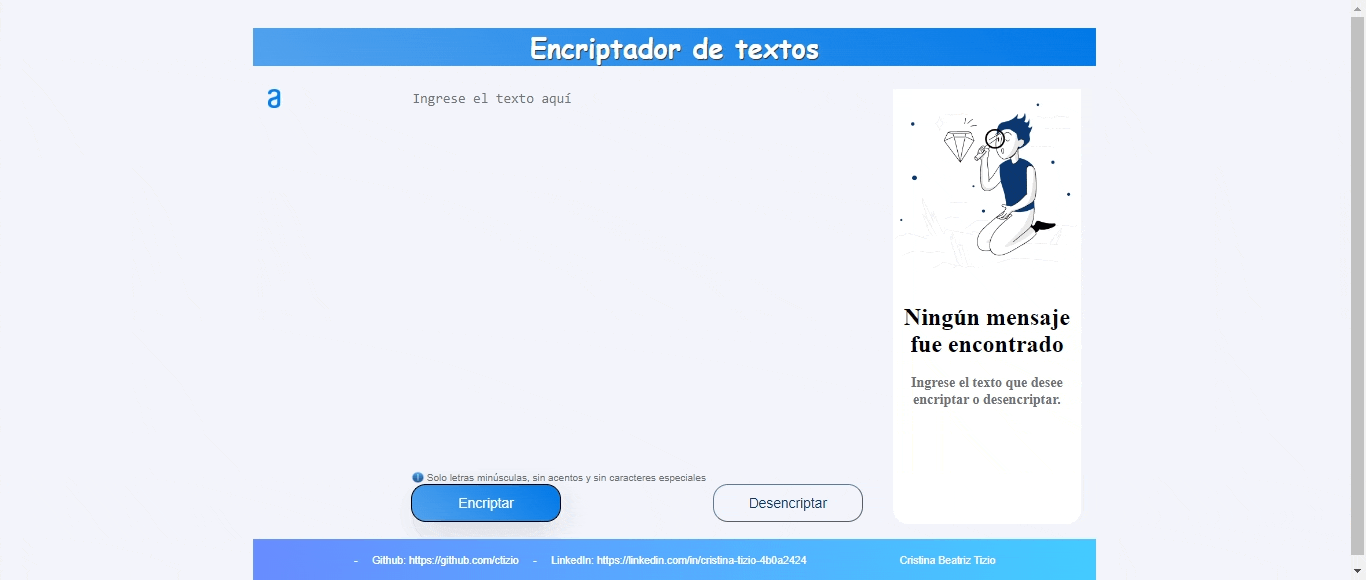 Encriptador de textos
a
Ingrese el texto aquí
Ningún mensaje
fue encontrado
Ingrese el texto que desee
encriptar o desencriptar.
Solo letras minúsculas, sin acentos y sin caracteres especiales
Encriptar
Desencriptar
- Github: https://github.com/ctizio - LinkedIn: https://linkedin.com/in/cristina-tizio-4b0a2424 Cristina Beatriz Tizio